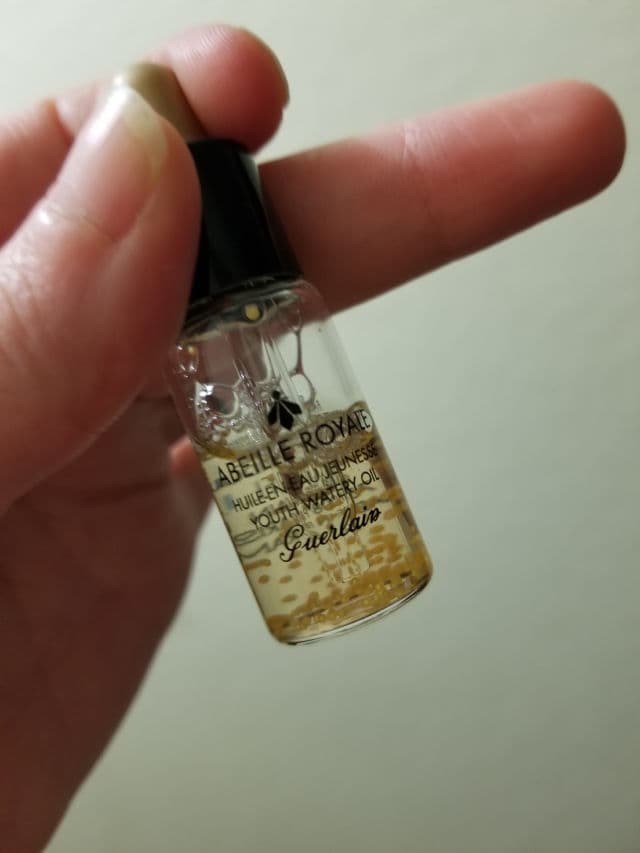 ABEILLE ROYALE
HUILE-EN-EAU JEUNESSE
YOUTH WATERY OIL
Guerlain